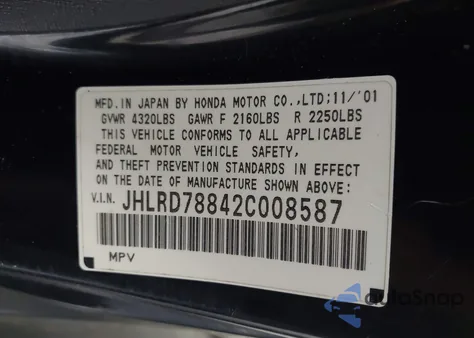 MFD. IN JAPAN BY HONDA MOTOR CO.,LTD;11/'01
GVWR 4320LBS GAWR F 2160LBS R 2250LBS
THIS VEHICLE CONFORMS TO ALL APPLICABLE
FEDERAL MOTOR VEHICLE SAFETY,
AND THEFT PREVENTION STANDARDS IN EFFECT
ON THE DATE OF MANUFACTURE SHOWN ABOVE:
V.I.N. JHLRD78842C008587
MPV
autoSnap